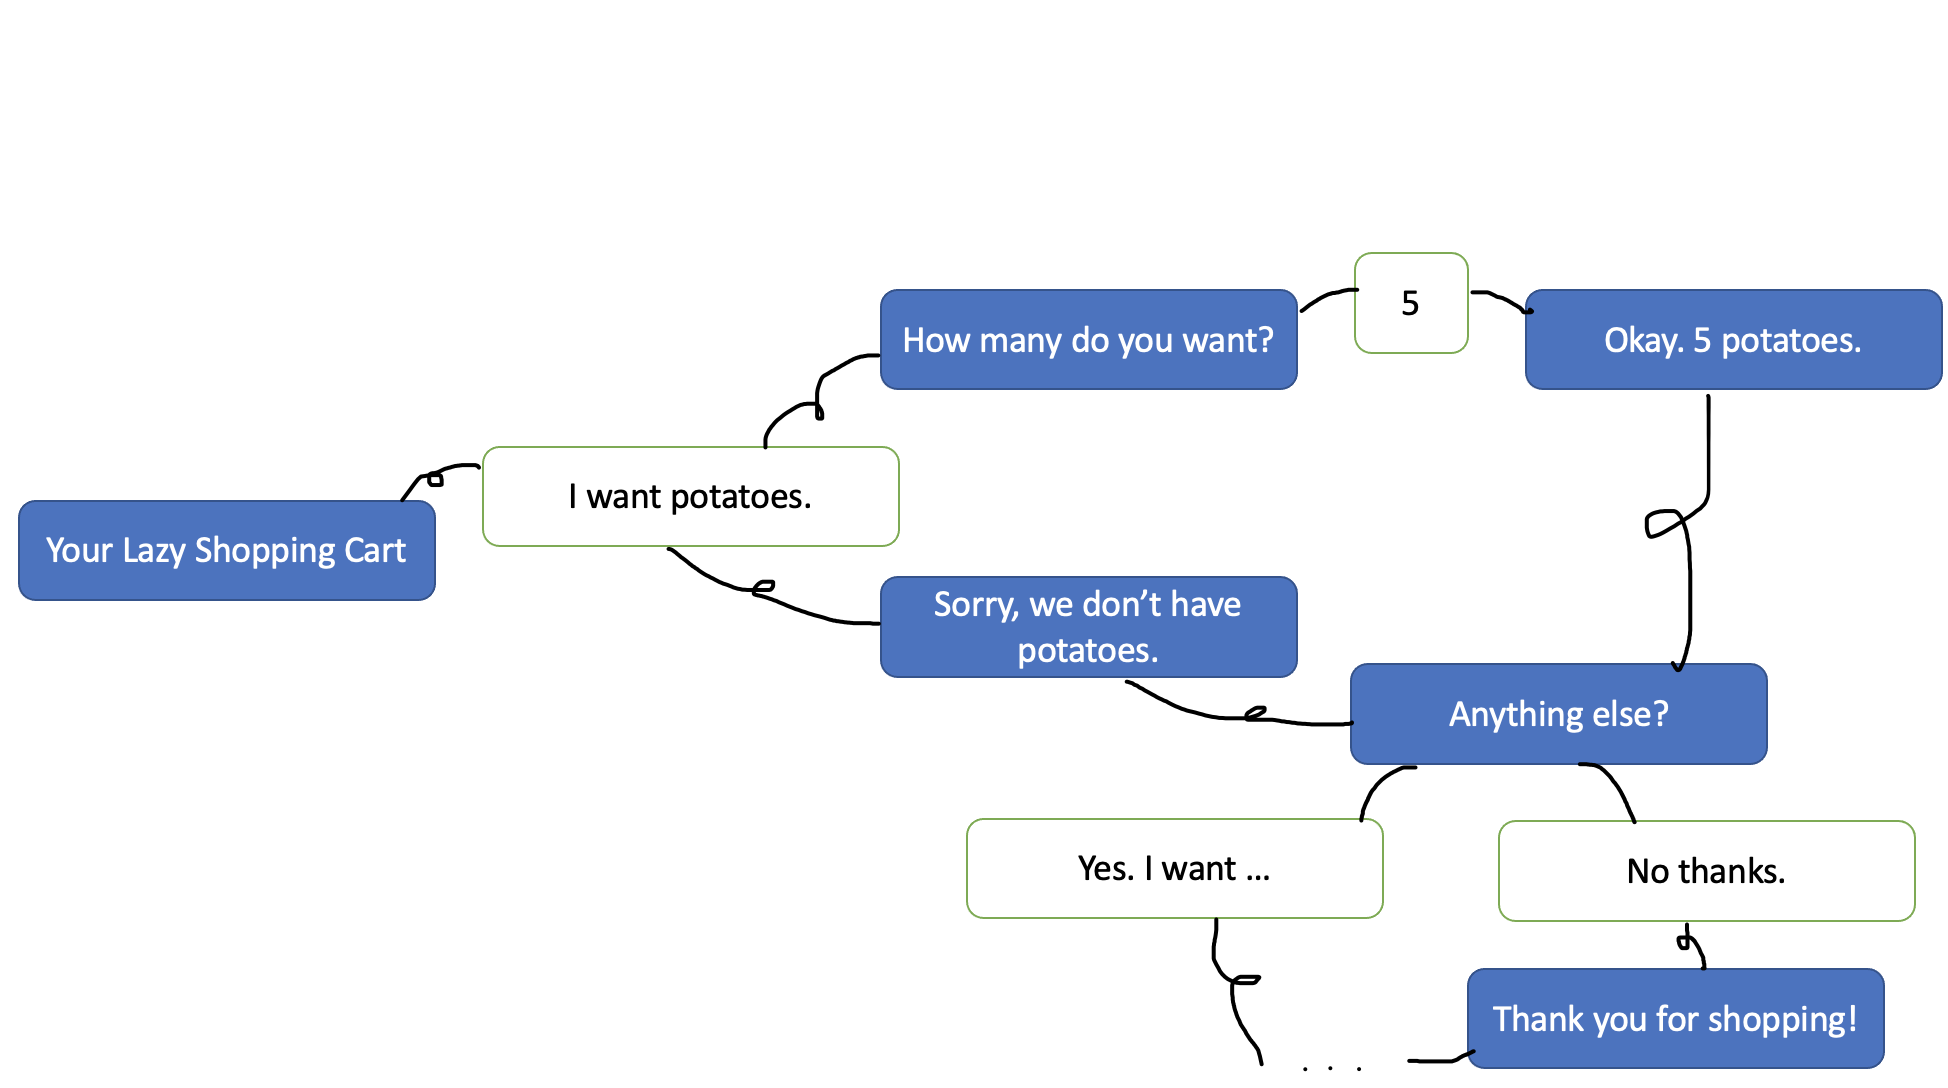 5
How many do you want?
Okay. 5 potatoes.
I want potatoes.
Your Lazy Shopping Cart
Sorry, we don’t have
potatoes.
Anything else?
Yes. I want ...
No thanks.
Thank you for shopping!
. . .